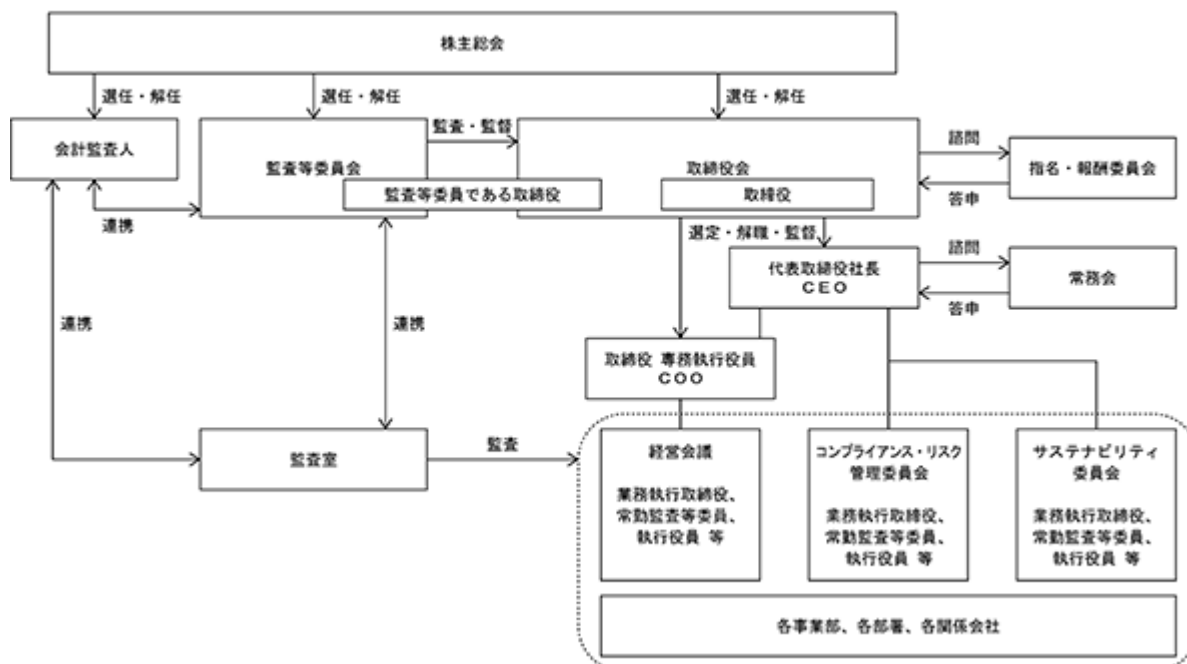 株主総会
選任・解任
選任・解任
選任・解任
会計監査人
監査等委員会
監査・監督
取締役会
諮問
指名・報酬委員会
答申
監査等委員である取締役
取締役
連携
選定・解職・監督
代表取締役社長
CEO
諮問
常務会
答申
連携
連携
取締役 専務執行役員
COO
監査室
監査
経営会議
業務執行取締役、
常勤監査等委員、
執行役員 等
コンプライアンス・リスク
管理委員会
業務執行取締役、
常勤監査等委員、
執行役員 等
サステナビリティ
委員会
業務執行取締役、
常勤監査等委員、
執行役員 等
各事業部、各部署、各関係会社